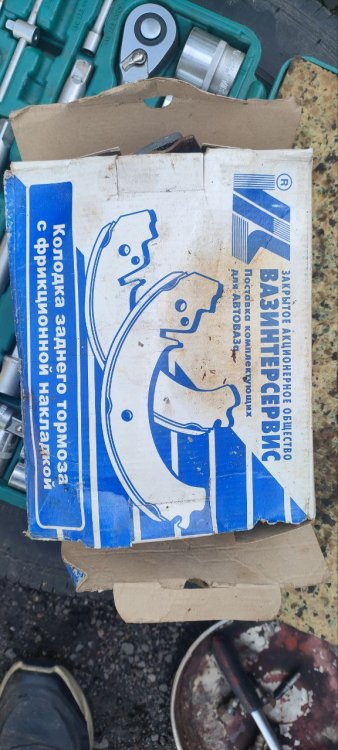 ®
ЗАКРЫТОЕ АКЦИОНЕРНОЕ ОБЩЕСТВО
ВАЗИНТЕРСЕРВИС
Поставка комплектующих
для АВТОВАЗа
Колодка заднего тормоза
с фрикционной накладкой